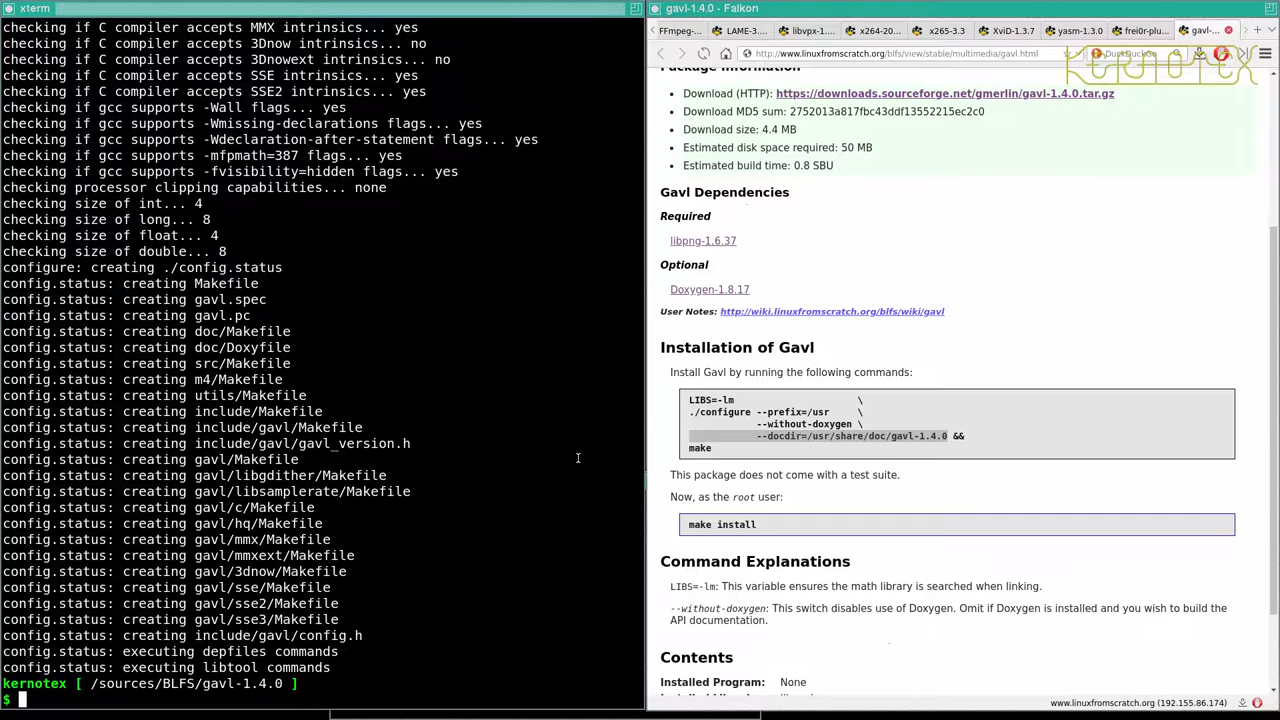 xterm
checking if C compiler accepts MMX intrinsics... yes
checking if C compiler accepts 3Dnow intrinsics... no
checking if C compiler accepts 3Dnowext intrinsics... no
checking if C compiler accepts SSE intrinsics... yes
checking if C compiler accepts SSE2 intrinsics... yes
checking if gcc supports -Wall flags... yes
checking if gcc supports -Wmissing-declarations flags... yes
checking if gcc supports -Wdeclaration-after-statement flags... yes
checking if gcc supports -mfpmath=387 flags... yes
checking if gcc supports -fvisibility=hidden flags... yes
checking processor clipping capabilities... none
checking size of int... 4
checking size of long... 8
checking size of float... 4
checking size of double... 8
configure: creating ./config.status
config.status: creating Makefile
config.status: creating gavl.spec
config.status: creating gavl.pc
config.status: creating doc/Makefile
config.status: creating doc/Doxyfile
config.status: creating src/Makefile
config.status: creating m4/Makefile
config.status: creating utils/Makefile
config.status: creating include/Makefile
config.status: creating include/gavl/Makefile
config.status: creating include/gavl/gavl_version.h
config.status: creating gavl/Makefile
config.status: creating gavl/libgdither/Makefile
config.status: creating gavl/libsamplerate/Makefile
config.status: creating gavl/c/Makefile
config.status: creating gavl/hq/Makefile
config.status: creating gavl/mmx/Makefile
config.status: creating gavl/mmxext/Makefile
config.status: creating gavl/3dnow/Makefile
config.status: creating gavl/sse/Makefile
config.status: creating gavl/sse2/Makefile
config.status: creating gavl/sse3/Makefile
config.status: creating include/gavl/config.h
config.status: executing depfiles commands
config.status: executing libtool commands
kernotex [ /sources/BLFS/gavl-1.4.0 ]
$
gavl-1.4.0 - Falkon
FFmpeg-... LAME-3.... libvpx-1.... x264-20... x265-3.3 XviD-1.3.7 yasm-1.3.0 frei0r-plu... gavl-...
http://www.linuxfromscratch.org/blfs/view/stable/multimedia/gavl.html DuckDuckGo
KERNOTEX
Package Information
Download (HTTP): https://downloads.sourceforge.net/gmerlin/gavl-1.4.0.tar.gz
Download MD5 sum: 2752013a817fbc43ddf13552215ec2c0
Download size: 4.4 MB
Estimated disk space required: 50 MB
Estimated build time: 0.8 SBU
Gavl Dependencies
Required
libpng-1.6.37
Optional
Doxygen-1.8.17
User Notes: http://wiki.linuxfromscratch.org/blfs/wiki/gavl
Installation of Gavl
Install Gavl by running the following commands:
LIBS=-lm \
./configure --prefix=/usr \
--without-doxygen \
--docdir=/usr/share/doc/gavl-1.4.0 &&
make
This package does not come with a test suite.
Now, as the root user:
make install
Command Explanations
LIBS=-lm: This variable ensures the math library is searched when linking.
--without-doxygen: This switch disables use of Doxygen. Omit if Doxygen is installed and you wish to build the
API documentation.
Contents
Installed Program: None
www.linuxfromscratch.org (192.155.86.174)